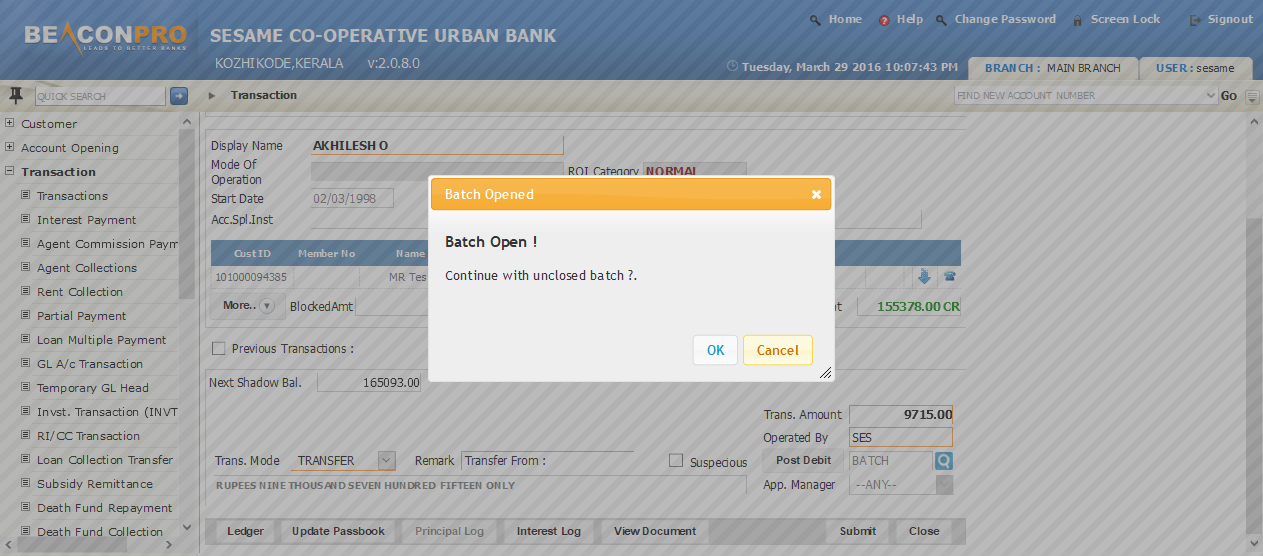 BEACONPRO
LEADS TO BETTER BANKS
SESAME CO-OPERATIVE URBAN BANK
KOZHIKODE,KERALA v:2.0.8.0
Home Help Change Password Screen Lock Signout
Tuesday, March 29 2016 10:07:43 PM BRANCH : MAIN BRANCH USER : sesame
QUICK SEARCH Transaction FIND NEW ACCOUNT NUMBER Go
Customer
Account Opening
Transaction
Transactions
Interest Payment
Agent Commission Paym
Agent Collections
Rent Collection
Partial Payment
Loan Multiple Payment
GL A/c Transaction
Temporary GL Head
Invst. Transaction (INVT
RI/CC Transaction
Loan Collection Transfer
Subsidy Remittance
Death Fund Repayment
Death Fund Collection
Display Name AKHILESH O
Mode Of Operation ROI Category NORMAL
Start Date 02/03/1998
Acc.Spl.Inst
Cust ID Member No Name
101000094385 MR Tes
More.. BlockedAmt 155378.00 CR
Previous Transactions :
Next Shadow Bal. 165093.00
Batch Opened
Batch Open !
Continue with unclosed batch ?.
OK Cancel
Trans. Amount 9715.00
Operated By SES
Trans. Mode TRANSFER Remark Transfer From : Suspecious Post Debit BATCH
RUPEES NINE THOUSAND SEVEN HUNDRED FIFTEEN ONLY App. Manager --ANY--
Ledger Update Passbook Principal Log Interest Log View Document Submit Close